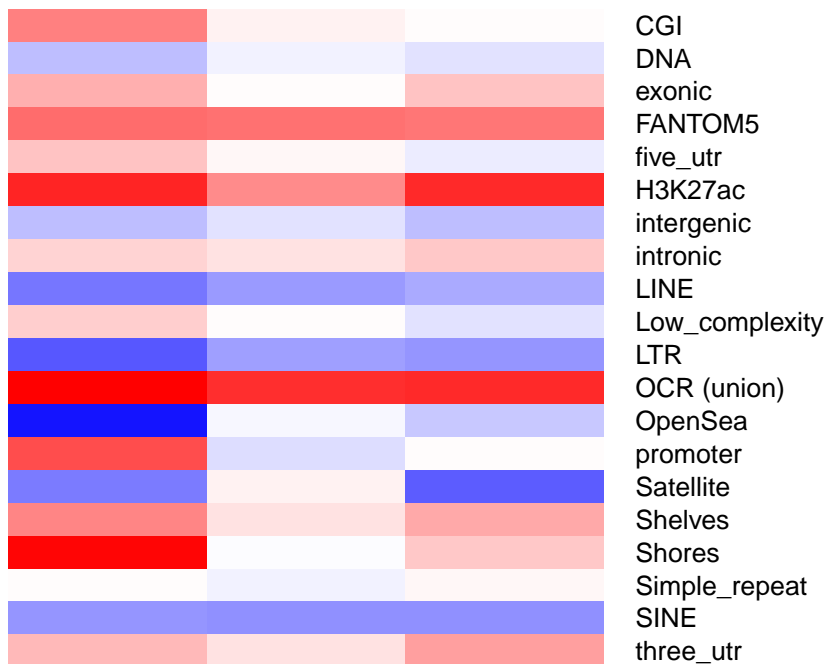 CGI
DNA
exonic
FANTOM5
five_utr
H3K27ac
intergenic
intronic
LINE
Low_complexity
LTR
OCR (union)
OpenSea
promoter
Satellite
Shelves
Shores
Simple_repeat
SINE
three_utr